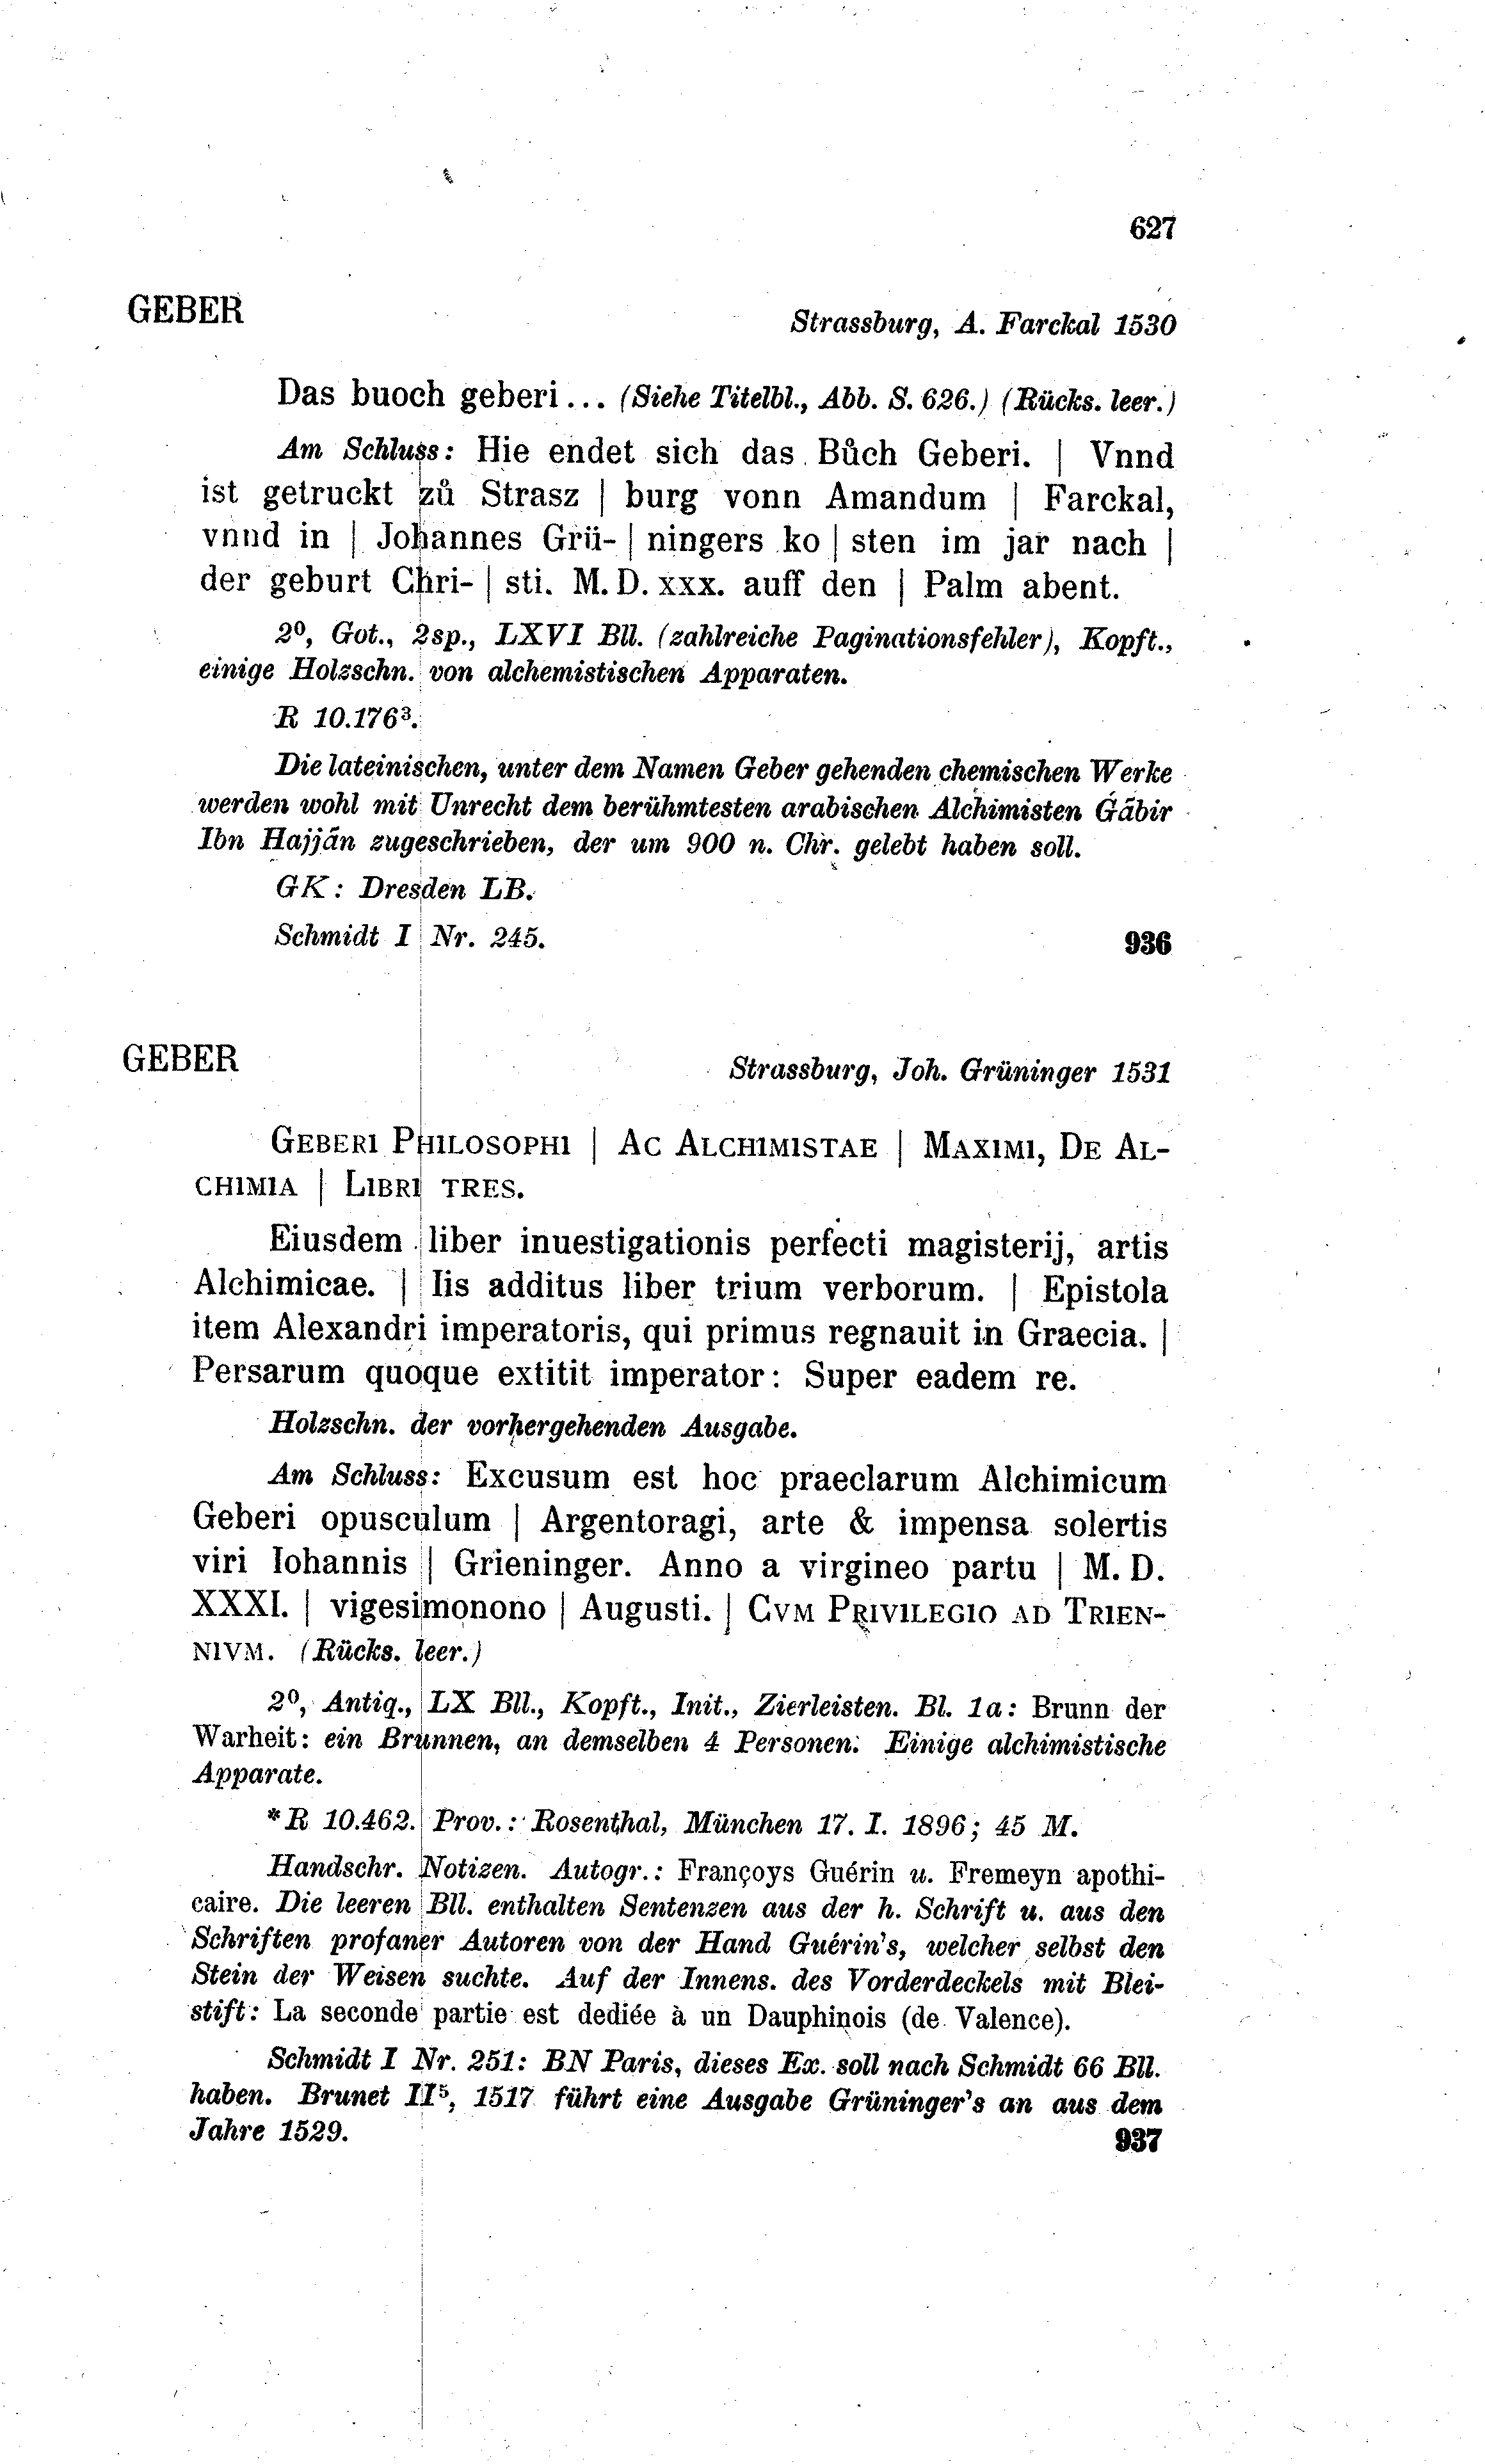 627
GEBER
Strassburg, A. Farckal 1530
Das buoch geberi... (Siehe Titelbl., Abb. S. 626.) (Rücks. leer.)
Am Schluss: Hie endet sich das Bůch Geberi. | Vnnd
ist getruckt zů Strasz | burg vonn Amandum | Farckal,
vnnd in | Johannes Grü- | ningers ko | sten im jar nach |
der geburt Chri- | sti. M. D. xxx. auff den | Palm abent.
2⁰, Got., 2sp., LXVI Bll. (zahlreiche Paginationsfehler), Kopft.,
einige Holzschn. von alchemistischen Apparaten.
R 10.176³.
Die lateinischen, unter dem Namen Geber gehenden chemischen Werke
werden wohl mit Unrecht dem berühmtesten arabischen Alchimisten Gäbir
Ibn Hajjän zugeschrieben, der um 900 n. Chr. gelebt haben soll.
GK: Dresden LB.
Schmidt I Nr. 245.
936
GEBER
Strassburg, Joh. Grüninger 1531
GEBERI PHILOSOPHI | AC ALCHIMISTAE | MAXIMI, DE AL-
CHIMIA | LIBRI TRES.
Eiusdem liber inuestigationis perfecti magisterij, artis
Alchimicae. | Iis additus liber trium verborum. | Epistola
item Alexandri imperatoris, qui primus regnauit in Graecia. |
Persarum quoque extitit imperator: Super eadem re.
Holzschn. der vorhergehenden Ausgabe.
Am Schluss: Excusum est hoc praeclarum Alchimicum
Geberi opusculum | Argentoragi, arte & impensa solertis
viri Iohannis | Grieninger. Anno a virgineo partu | M. D.
XXXI. | vigesimonono | Augusti. | CVM PRIVILEGIO AD TRIEN-
NIVM. (Rücks. leer.)
2⁰, Antiq., LX Bll., Kopft., Init., Zierleisten. Bl. 1a: Brunn der
Warheit: ein Brunnen, an demselben 4 Personen. Einige alchimistische
Apparate.
* R 10.462. Prov.: Rosenthal, München 17. I. 1896; 45 M.
Handschr. Notizen. Autogr.: Françoys Guérin u. Fremeyn apothi-
caire. Die leeren Bll. enthalten Sentenzen aus der h. Schrift u. aus den
Schriften profaner Autoren von der Hand Guérin's, welcher selbst den
Stein der Weisen suchte. Auf der Innens. des Vorderdeckels mit Blei-
stift: La seconde partie est dediée à un Dauphinois (de Valence).
Schmidt I Nr. 251: BN Paris, dieses Ex. soll nach Schmidt 66 Bll.
haben. Brunet II⁵, 1517 führt eine Ausgabe Grüninger's an aus dem
Jahre 1529.
937